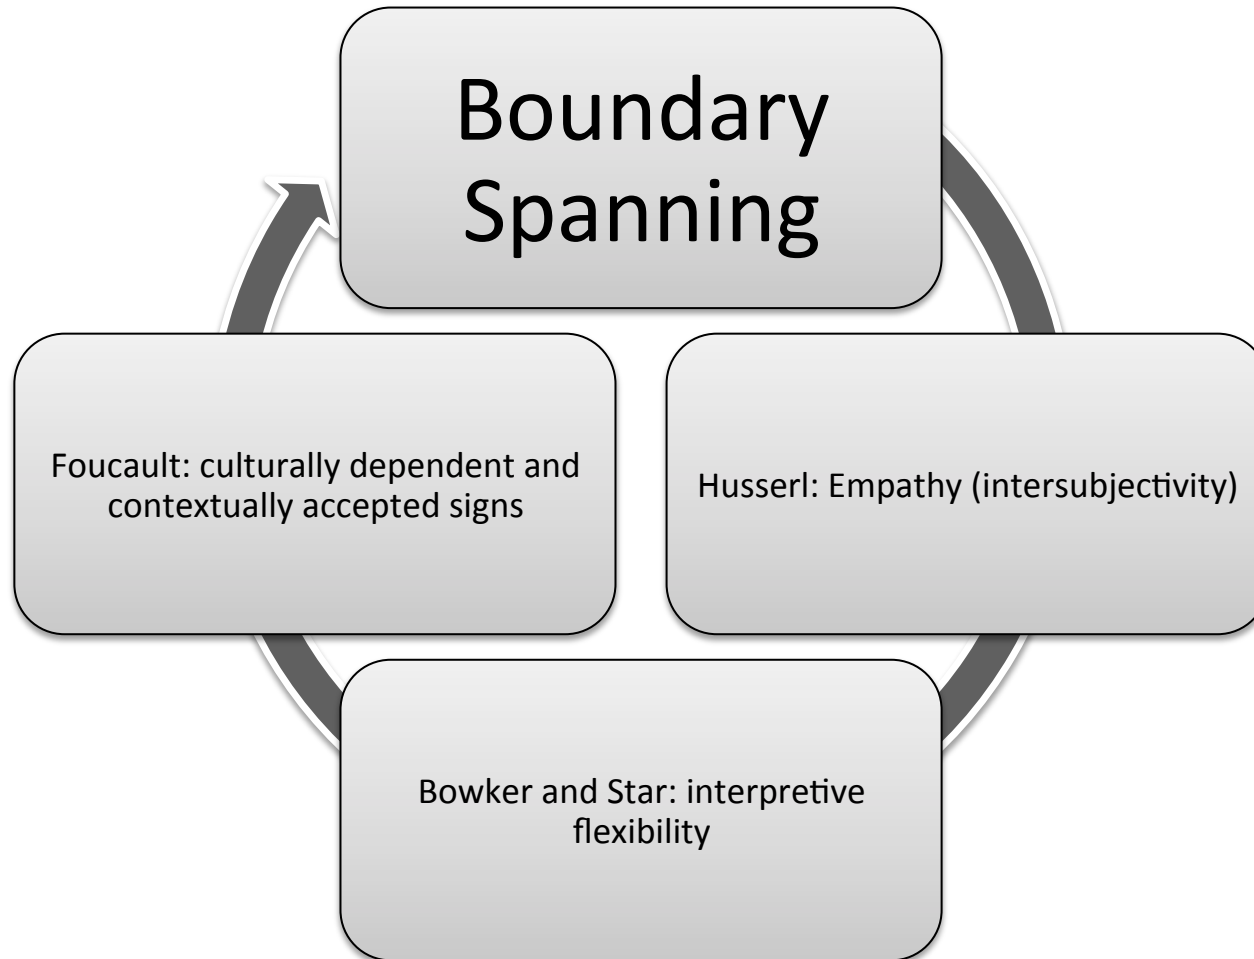 Boundary
Spanning
Foucault: culturally dependent and
contextually accepted signs
Husserl: Empathy (intersubjectivity)
Bowker and Star: interpretive
flexibility